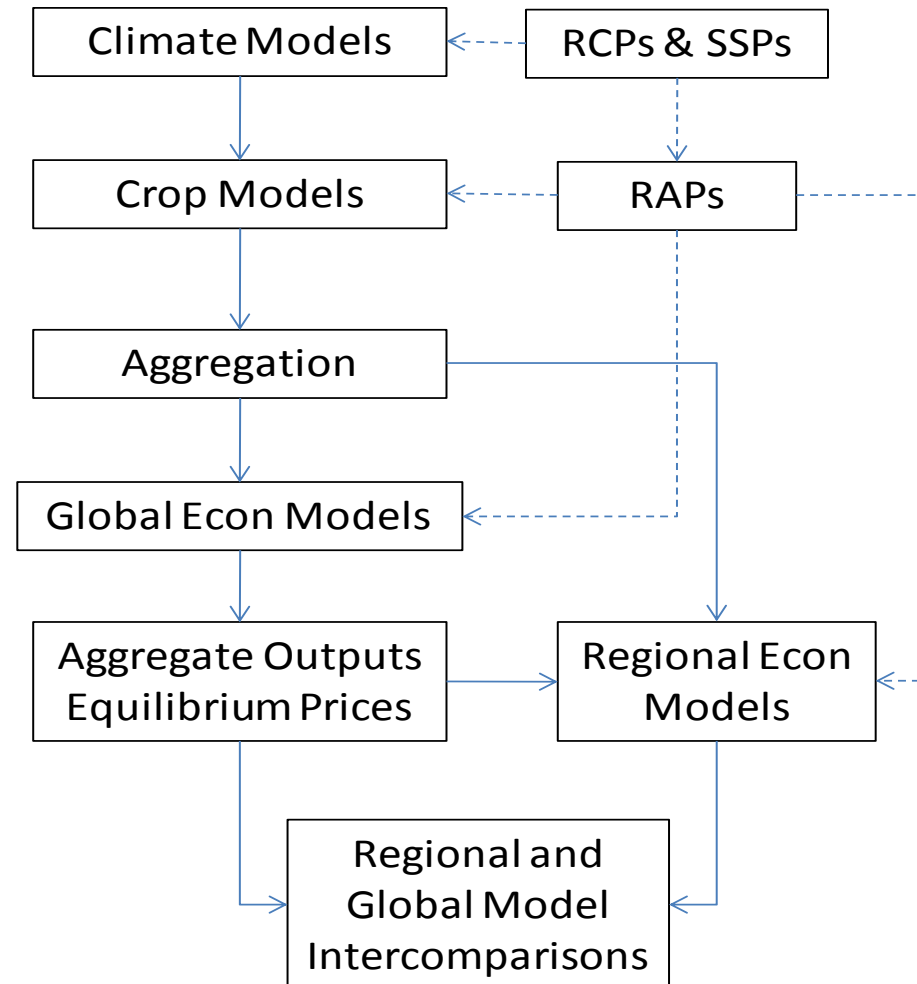 Climate Models
RCPs & SSPs
Crop Models
RAPs
Aggregation
Global Econ Models
Aggregate Outputs
Equilibrium Prices
Regional Econ
Models
Regional and
Global Model
Intercomparisons